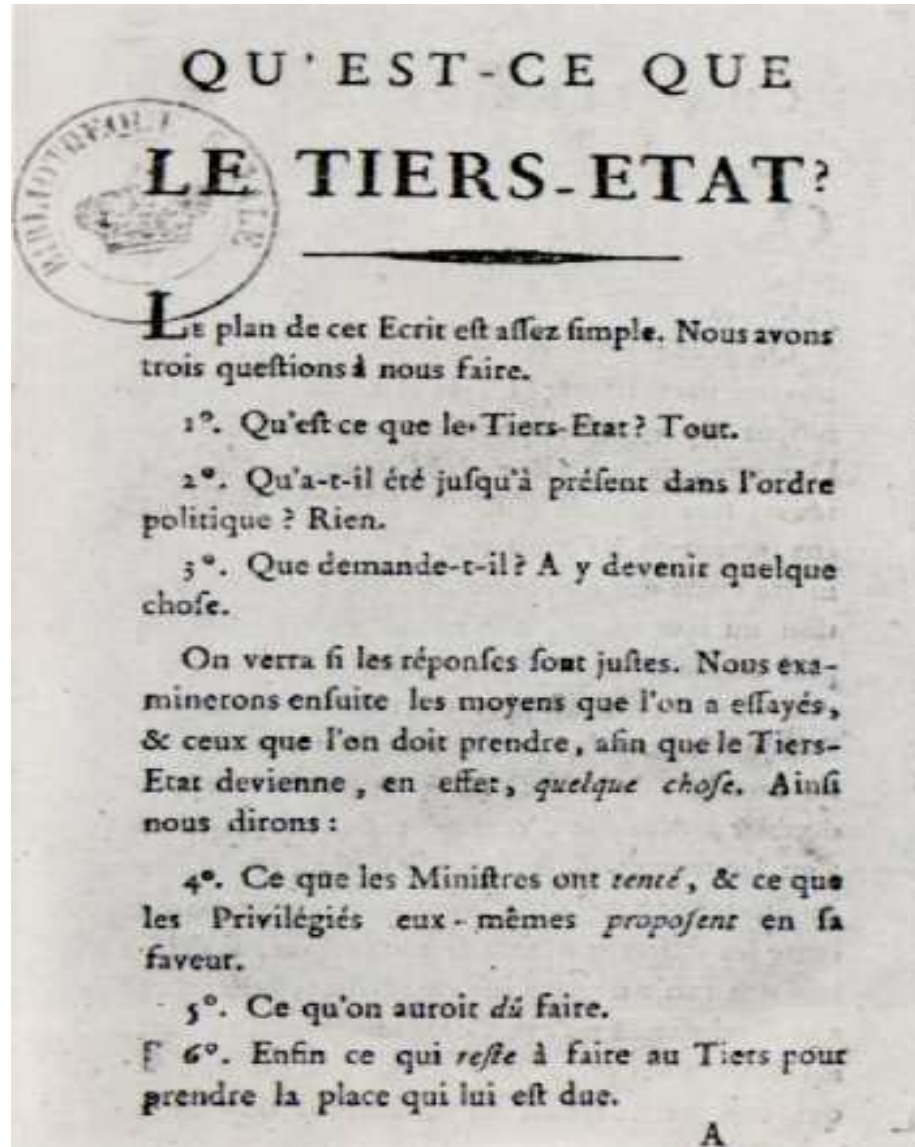 QU'EST-CE QUE
LE TIERS-ETAT?
BIBLIOTHEQUE
LE plan de cet Ecrit eſt aſſez ſimple. Nous avons
trois queſtions à nous faire.
1°. Qu'eſt ce que le Tiers-Etat? Tout.
2°. Qu'a-t-il été juſqu'à préſent dans l'ordre
politique? Rien.
3°. Que demande-t-il? A y devenir quelque
choſe.
On verra ſi les réponſes ſont juſtes. Nous exa-
minerons enſuite les moyens que l'on a eſſayés,
& ceux que l'on doit prendre, afin que le Tiers-
Etat devienne, en effet, quelque choſe. Ainſi
nous dirons:
4°. Ce que les Miniſtres ont tenté, & ce que
les Privilégiés eux-mêmes propoſent en ſa
faveur.
5°. Ce qu'on auroit dû faire.
6°. Enfin ce qui reſte à faire au Tiers pour
prendre la place qui lui eſt due.
A